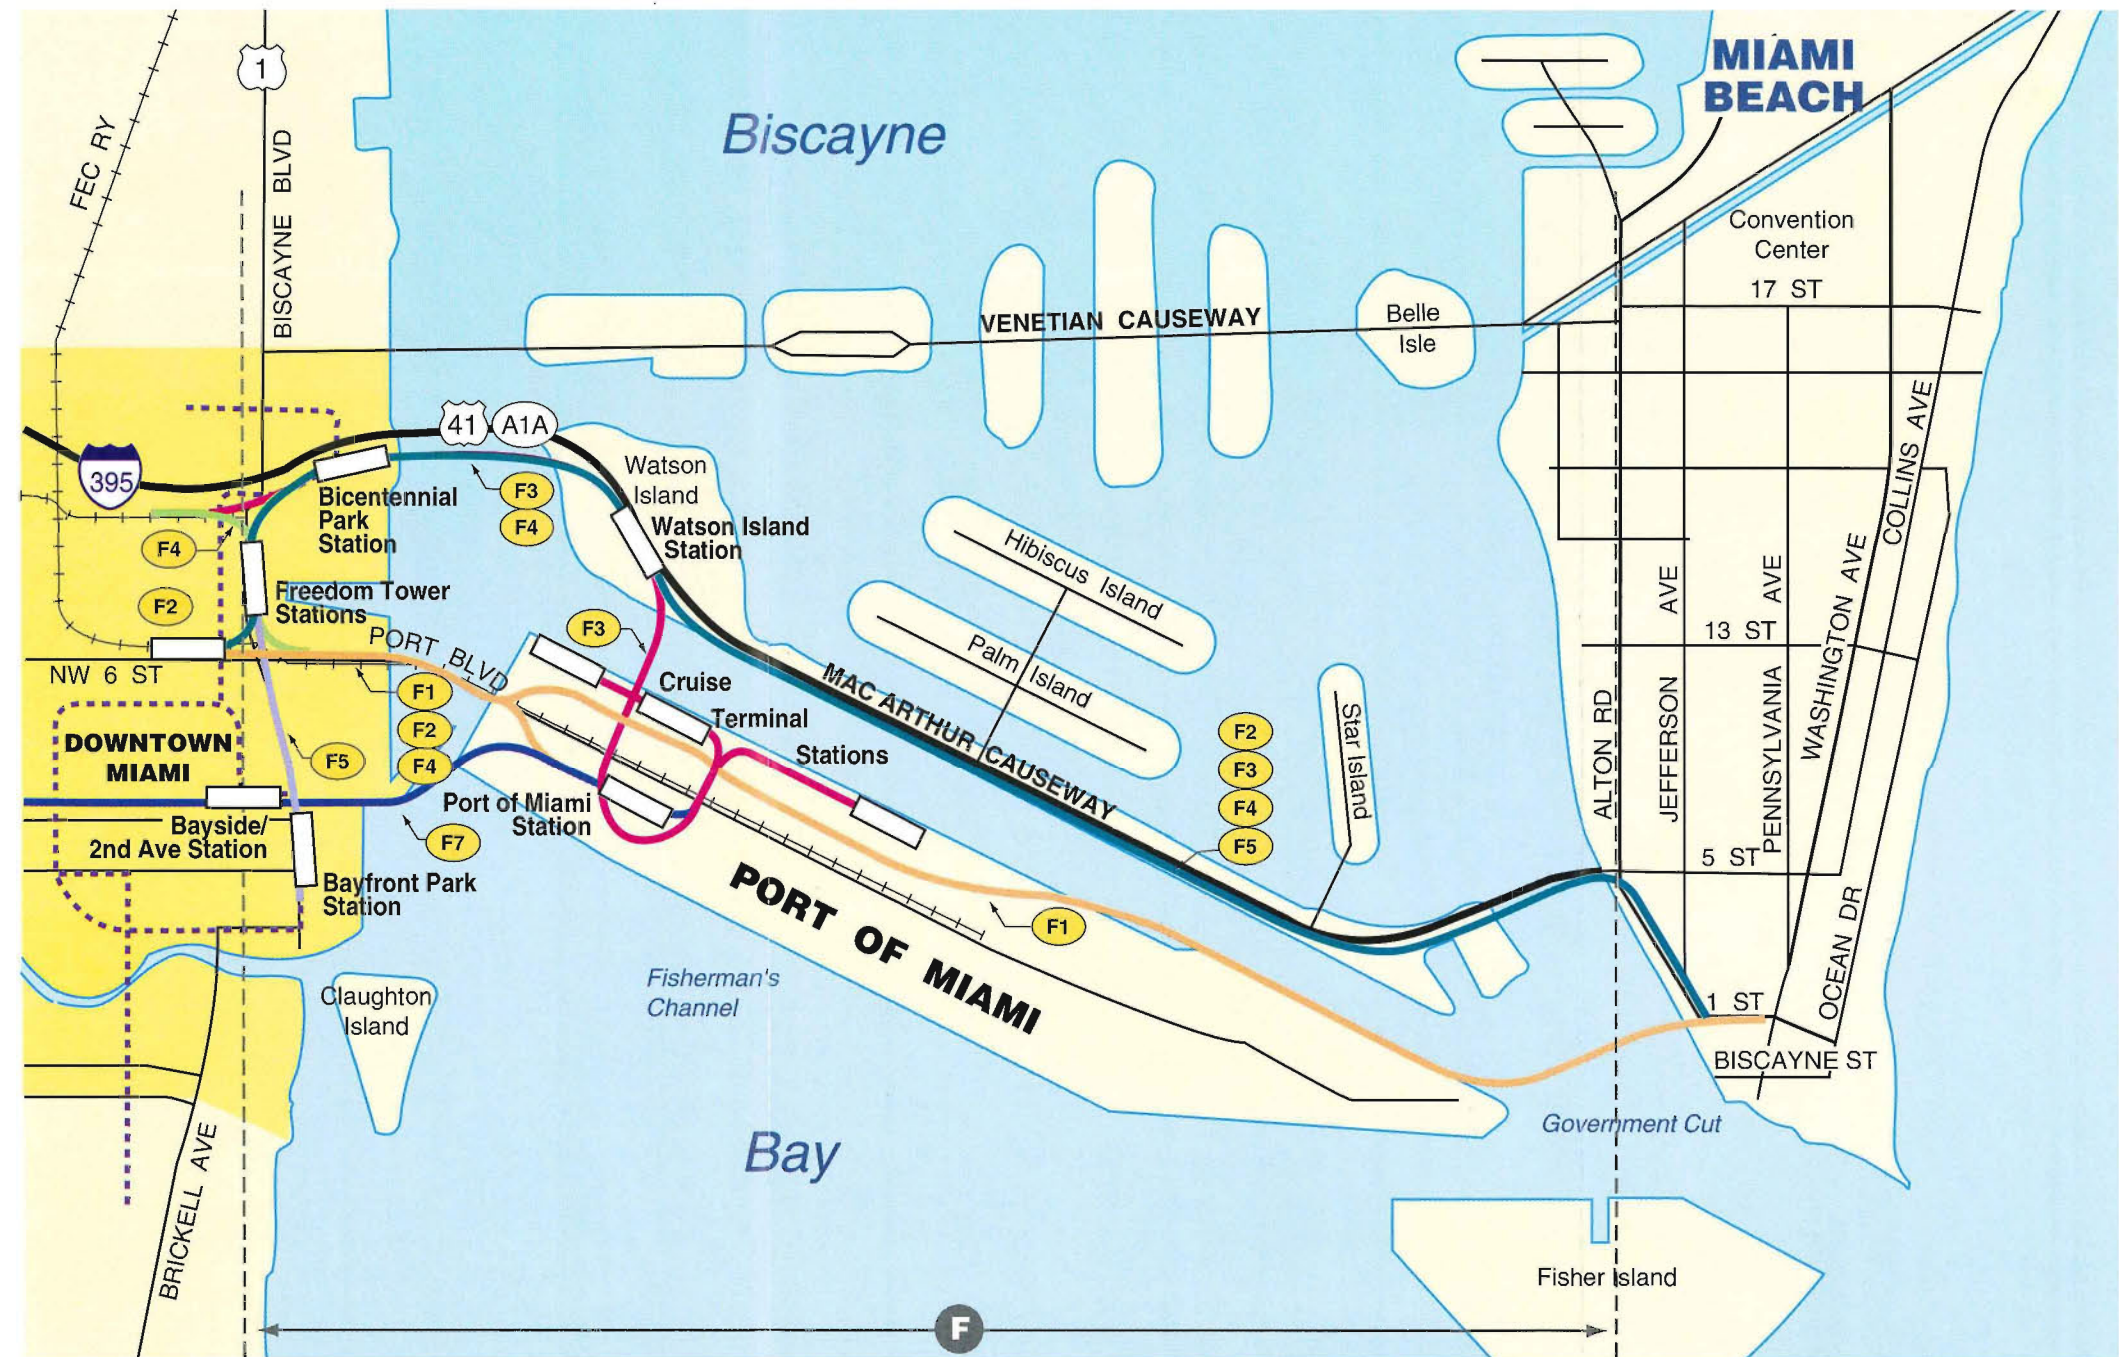 1
MIAMI
BEACH
FEC RY
BISCAYNE BLVD
Biscayne
Convention
Center
17 ST
VENETIAN CAUSEWAY
Belle
Isle
41
A1A
395
Watson
Island
Bicentennial
Park
Station
F3
F4
Watson Island
Station
COLLINS AVE
F4
Hibiscus Island
F2
Freedom Tower
Stations
Palm Island
F3
PORT BLVD
13 ST
NW 6 ST
F1
F2
F4
Cruise
Terminal
Stations
MAC ARTHUR CAUSEWAY
Star Island
F2
F3
F4
F5
ALTON RD
JEFFERSON AVE
PENNSYLVANIA AVE
WASHINGTON AVE
DOWNTOWN
MIAMI
F5
Port of Miami
Station
Bayside/
2nd Ave Station
F7
5 ST
Bayfront Park
Station
PORT OF MIAMI
F1
OCEAN DR
Fisherman's
Channel
Claughton
Island
1 ST
BISCAYNE ST
Government Cut
Bay
BRICKELL AVE
Fisher Island
F